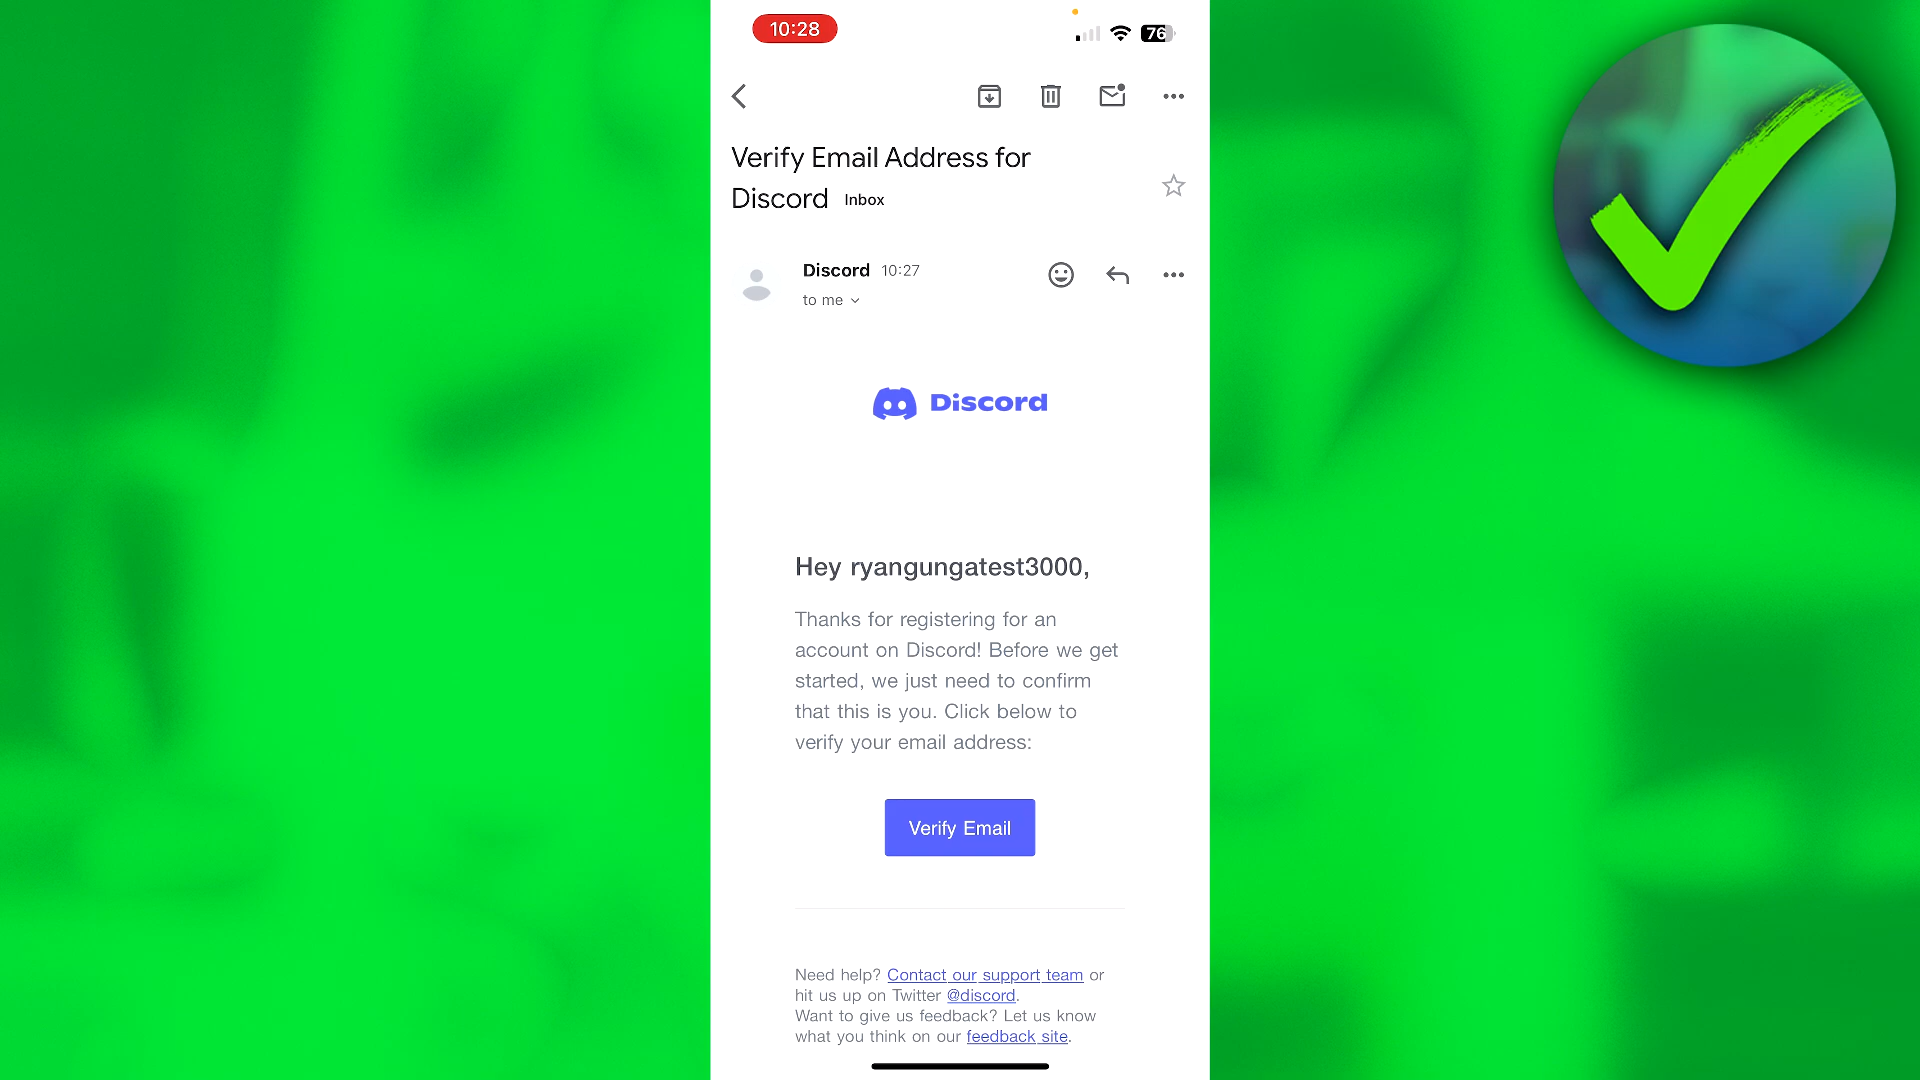 10:28
76
Verify Email Address for
Discord Inbox
Discord 10:27
to me
Discord
Hey ryangungatest3000,
Thanks for registering for an
account on Discord! Before we get
started, we just need to confirm
that this is you. Click below to
verify your email address:
Verify Email
Need help? Contact our support team or
hit us up on Twitter @discord.
Want to give us feedback? Let us know
what you think on our feedback site.